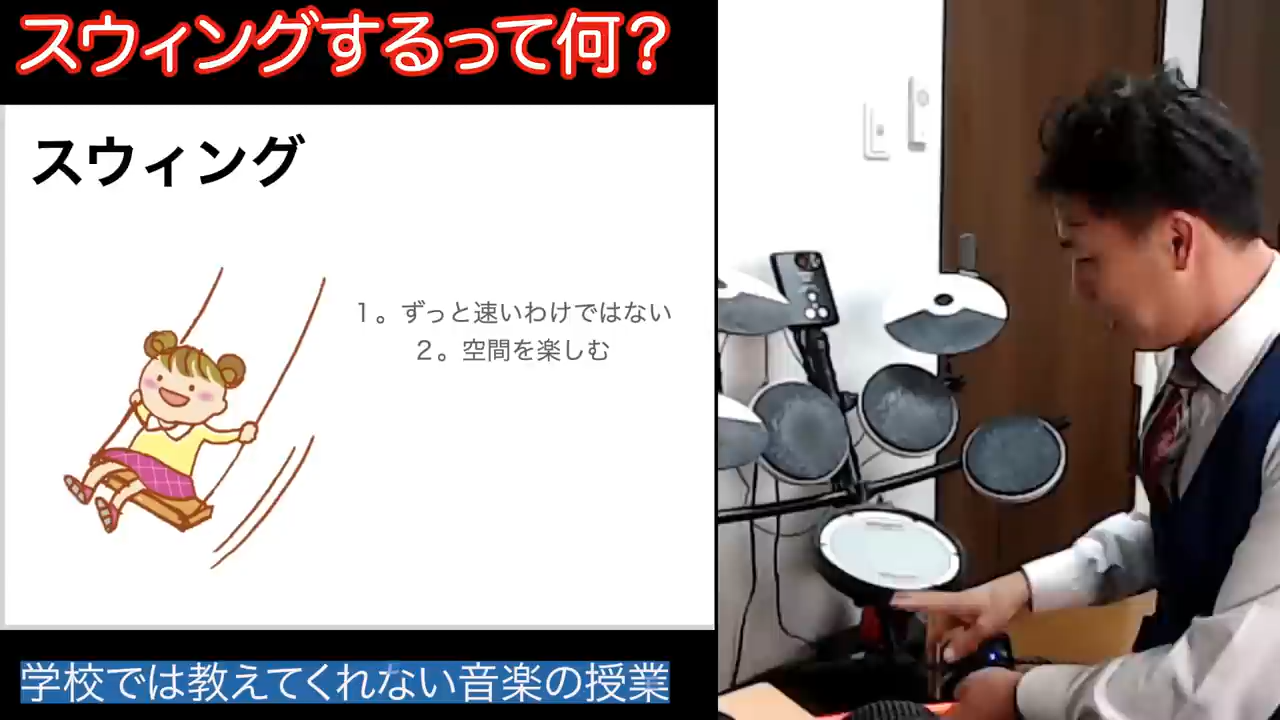 スウィングするって何?
スウィング
1。ずっと速いわけではない
2。空間を楽しむ
学校では教えてくれない音楽の授業